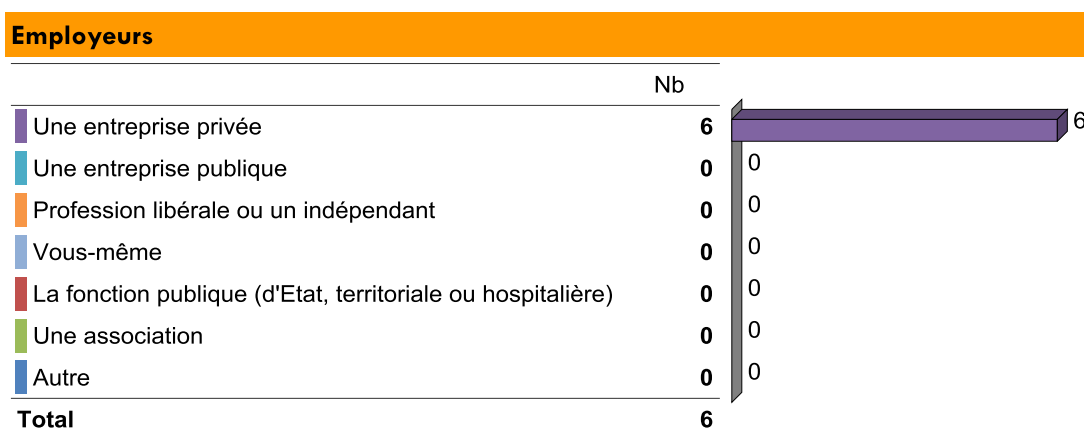 Employeurs
Nb
Une entreprise privée 6 6
Une entreprise publique 0 0
Profession libérale ou un indépendant 0 0
Vous-même 0 0
La fonction publique (d'Etat, territoriale ou hospitalière) 0 0
Une association 0 0
Autre 0 0
Total 6